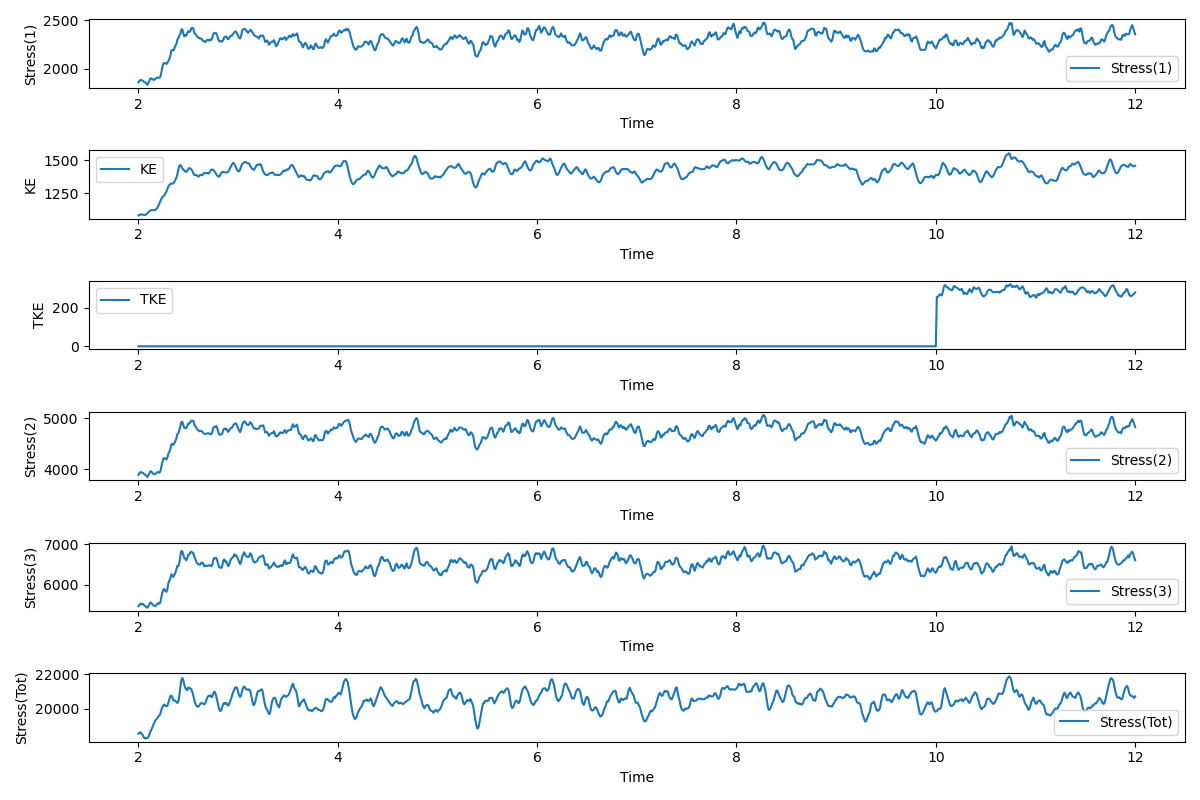 Stress(1)
2500
2000
Stress(1)
2 4 6 8 10 12
Time
KE
1500
1250
KE
2 4 6 8 10 12
Time
TKE
200
0
TKE
2 4 6 8 10 12
Time
Stress(2)
5000
4000
Stress(2)
2 4 6 8 10 12
Time
Stress(3)
7000
6000
Stress(3)
2 4 6 8 10 12
Time
Stress(Tot)
22000
20000
Stress(Tot)
2 4 6 8 10 12
Time